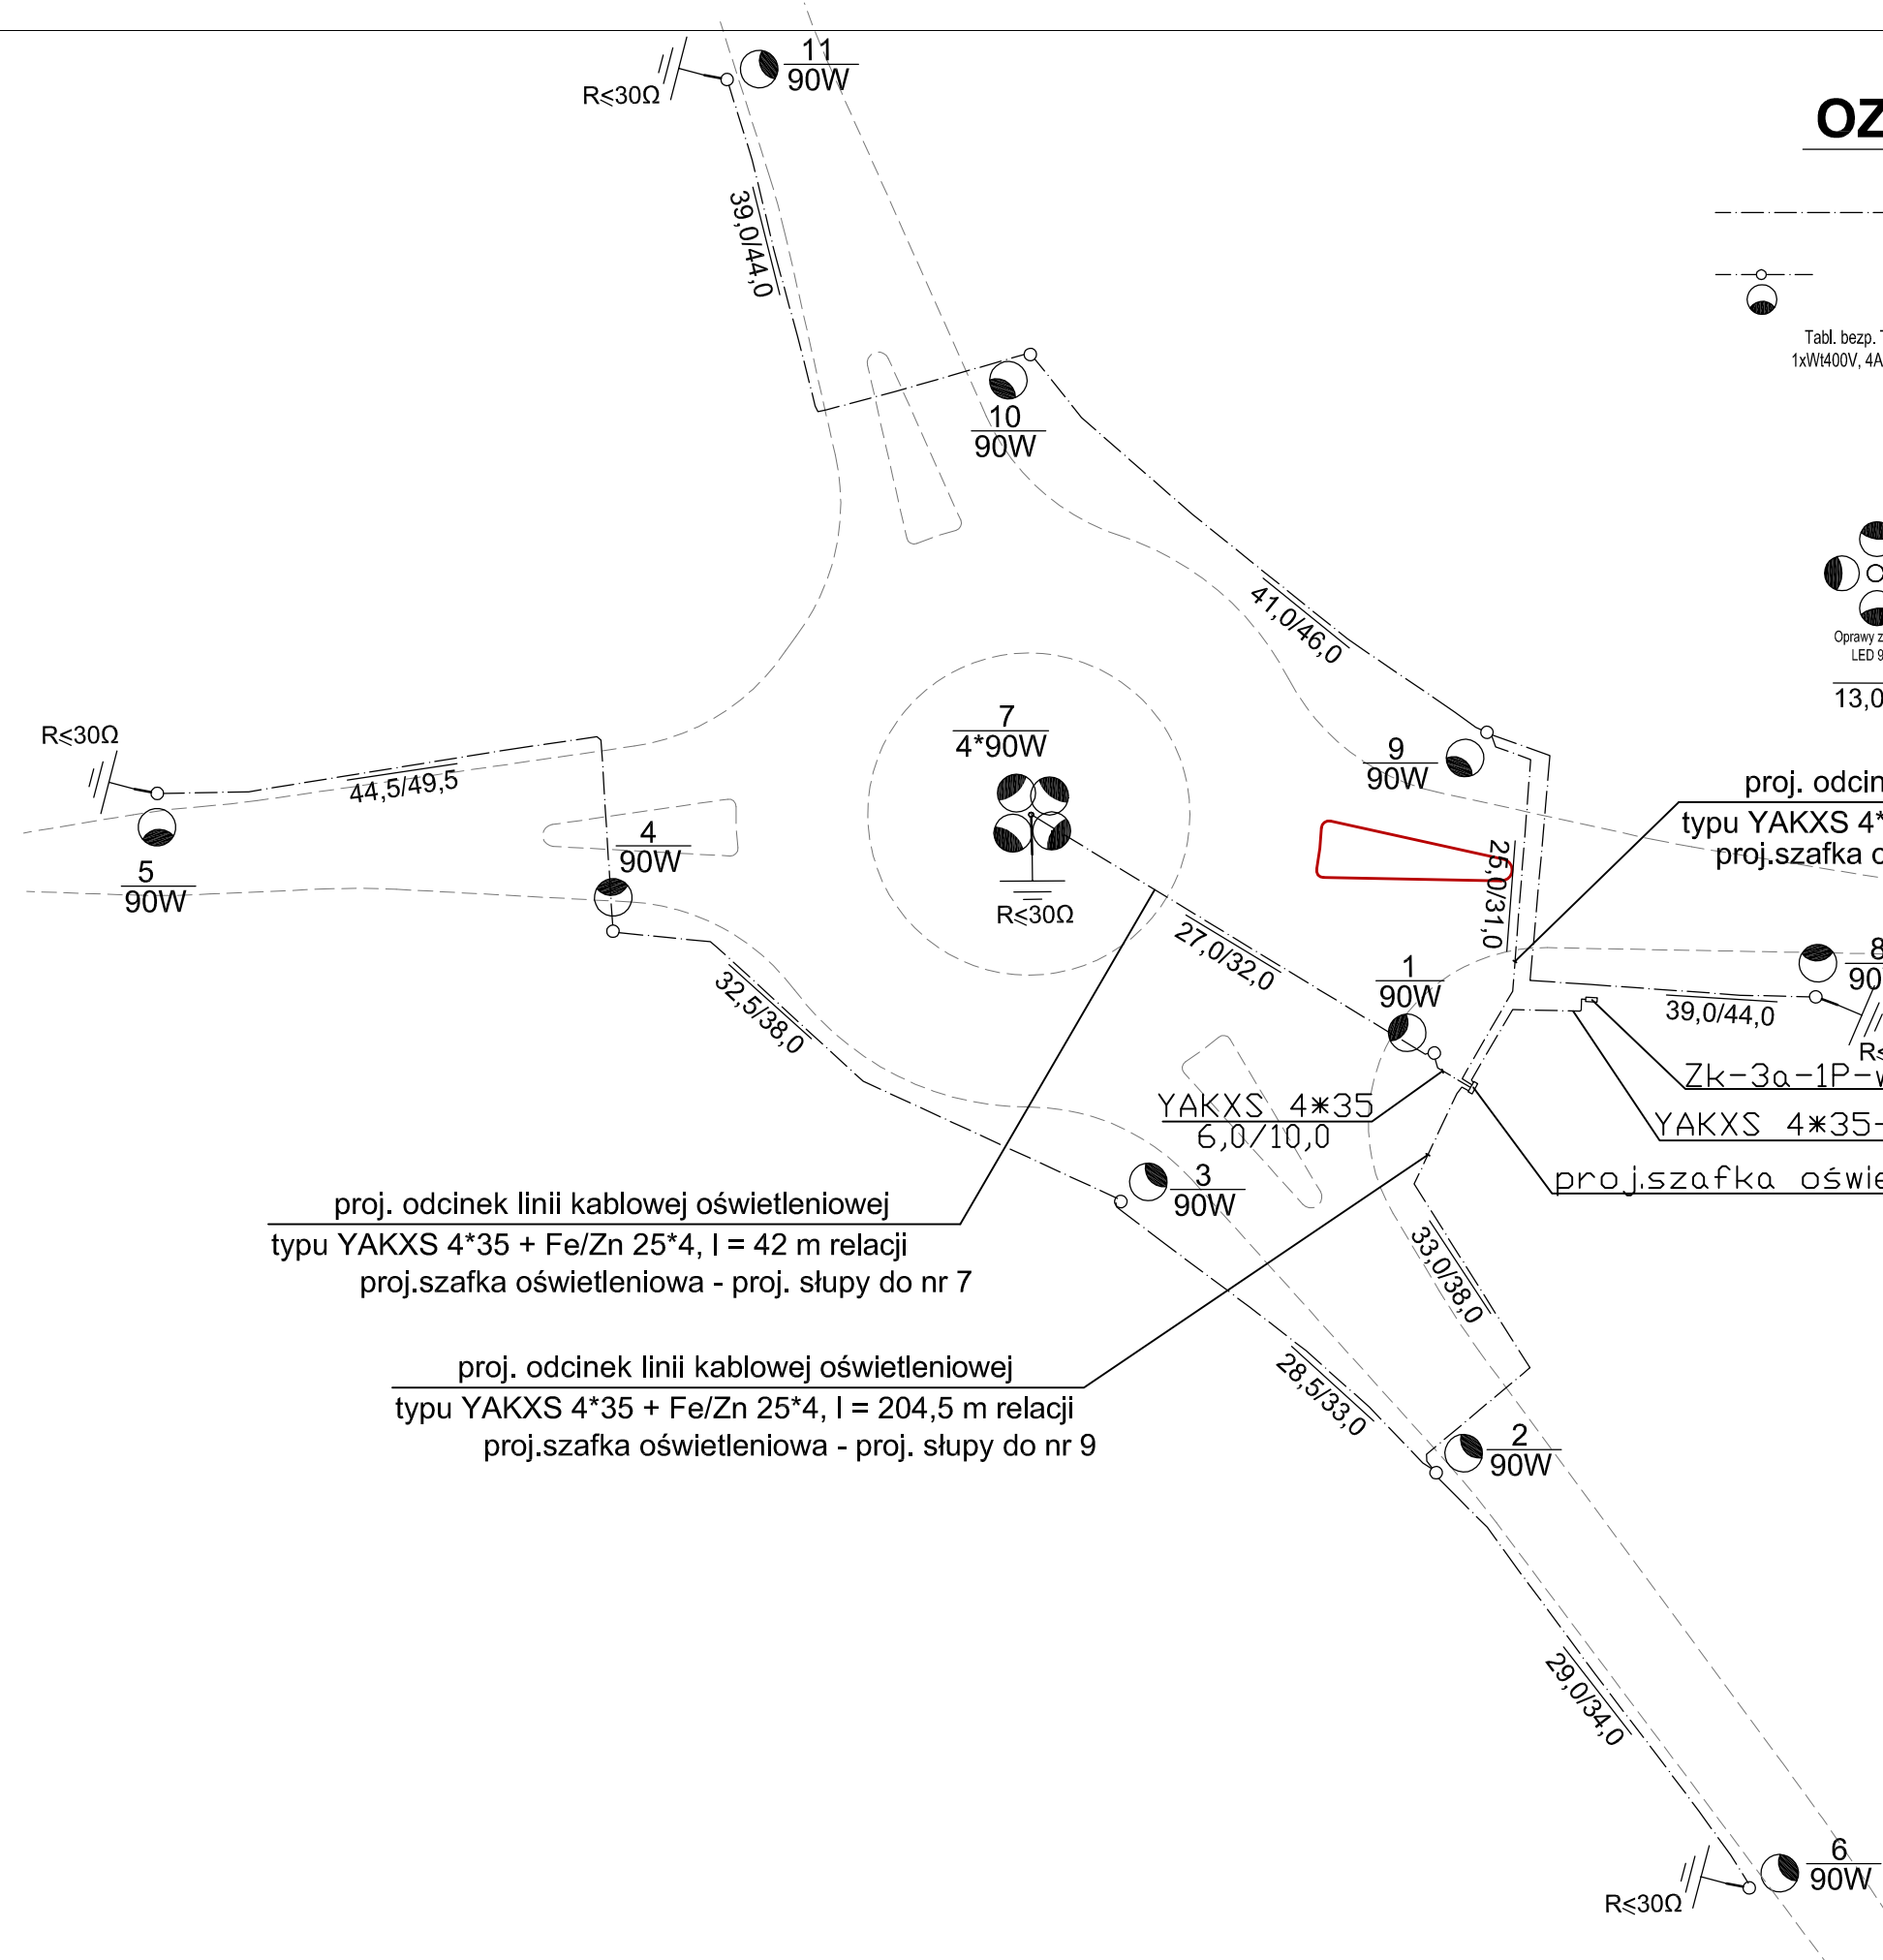 11
90W
R≤30Ω
OZ
39,0/44,0
Tabl. bezp.
1xWt400V, 4A
10
90W
41,0/46,0
Oprawy z
LED 9
13,0
R≤30Ω
44,5/49,5
4
90W
5
90W
7
4*90W
R≤30Ω
9
90W
25,0/31,0
proj. odcin
typu YAKXS 4*
proj.szafka o
27,0/32,0
1
90W
8
90
39,0/44,0
R≤
32,5/38,0
Zk-3a-1P-w
YAKXS 4*35
6,0/10,0
YAKXS 4*35-
proj.szafka oświe
3
90W
proj. odcinek linii kablowej oświetleniowej
typu YAKXS 4*35 + Fe/Zn 25*4, l = 42 m relacji
proj.szafka oświetleniowa - proj. słupy do nr 7
33,0/38,0
proj. odcinek linii kablowej oświetleniowej
typu YAKXS 4*35 + Fe/Zn 25*4, l = 204,5 m relacji
proj.szafka oświetleniowa - proj. słupy do nr 9
28,5/33,0
2
90W
29,0/34,0
6
90W
R≤30Ω